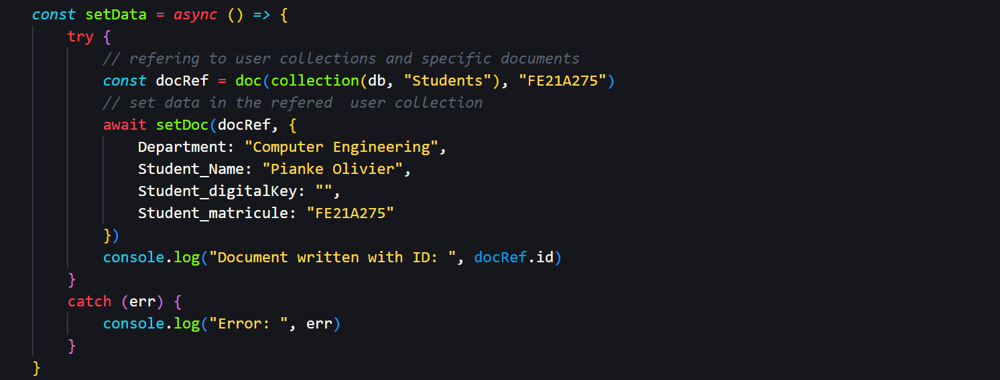 const setData = async () => {
try {
// refering to user collections and specific documents
const docRef = doc(collection(db, "Students"), "FE21A275")
// set data in the refered  user collection
await setDoc(docRef, {
Department: "Computer Engineering",
Student_Name: "Pianke Olivier",
Student_digitalKey: "",
Student_matricule: "FE21A275"
})
console.log("Document written with ID: ", docRef.id)
}
catch (err) {
console.log("Error: ", err)
}
}